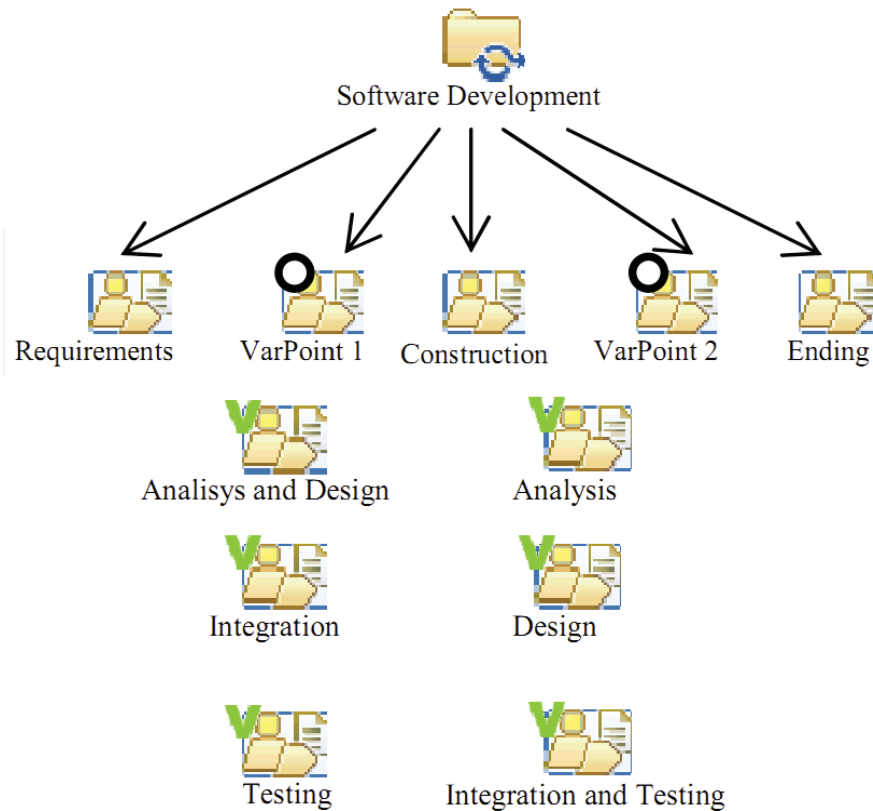 Software Development
Requirements
VarPoint 1
Construction
VarPoint 2
Ending
Analisys and Design
Analysis
Integration
Design
Testing
Integration and Testing